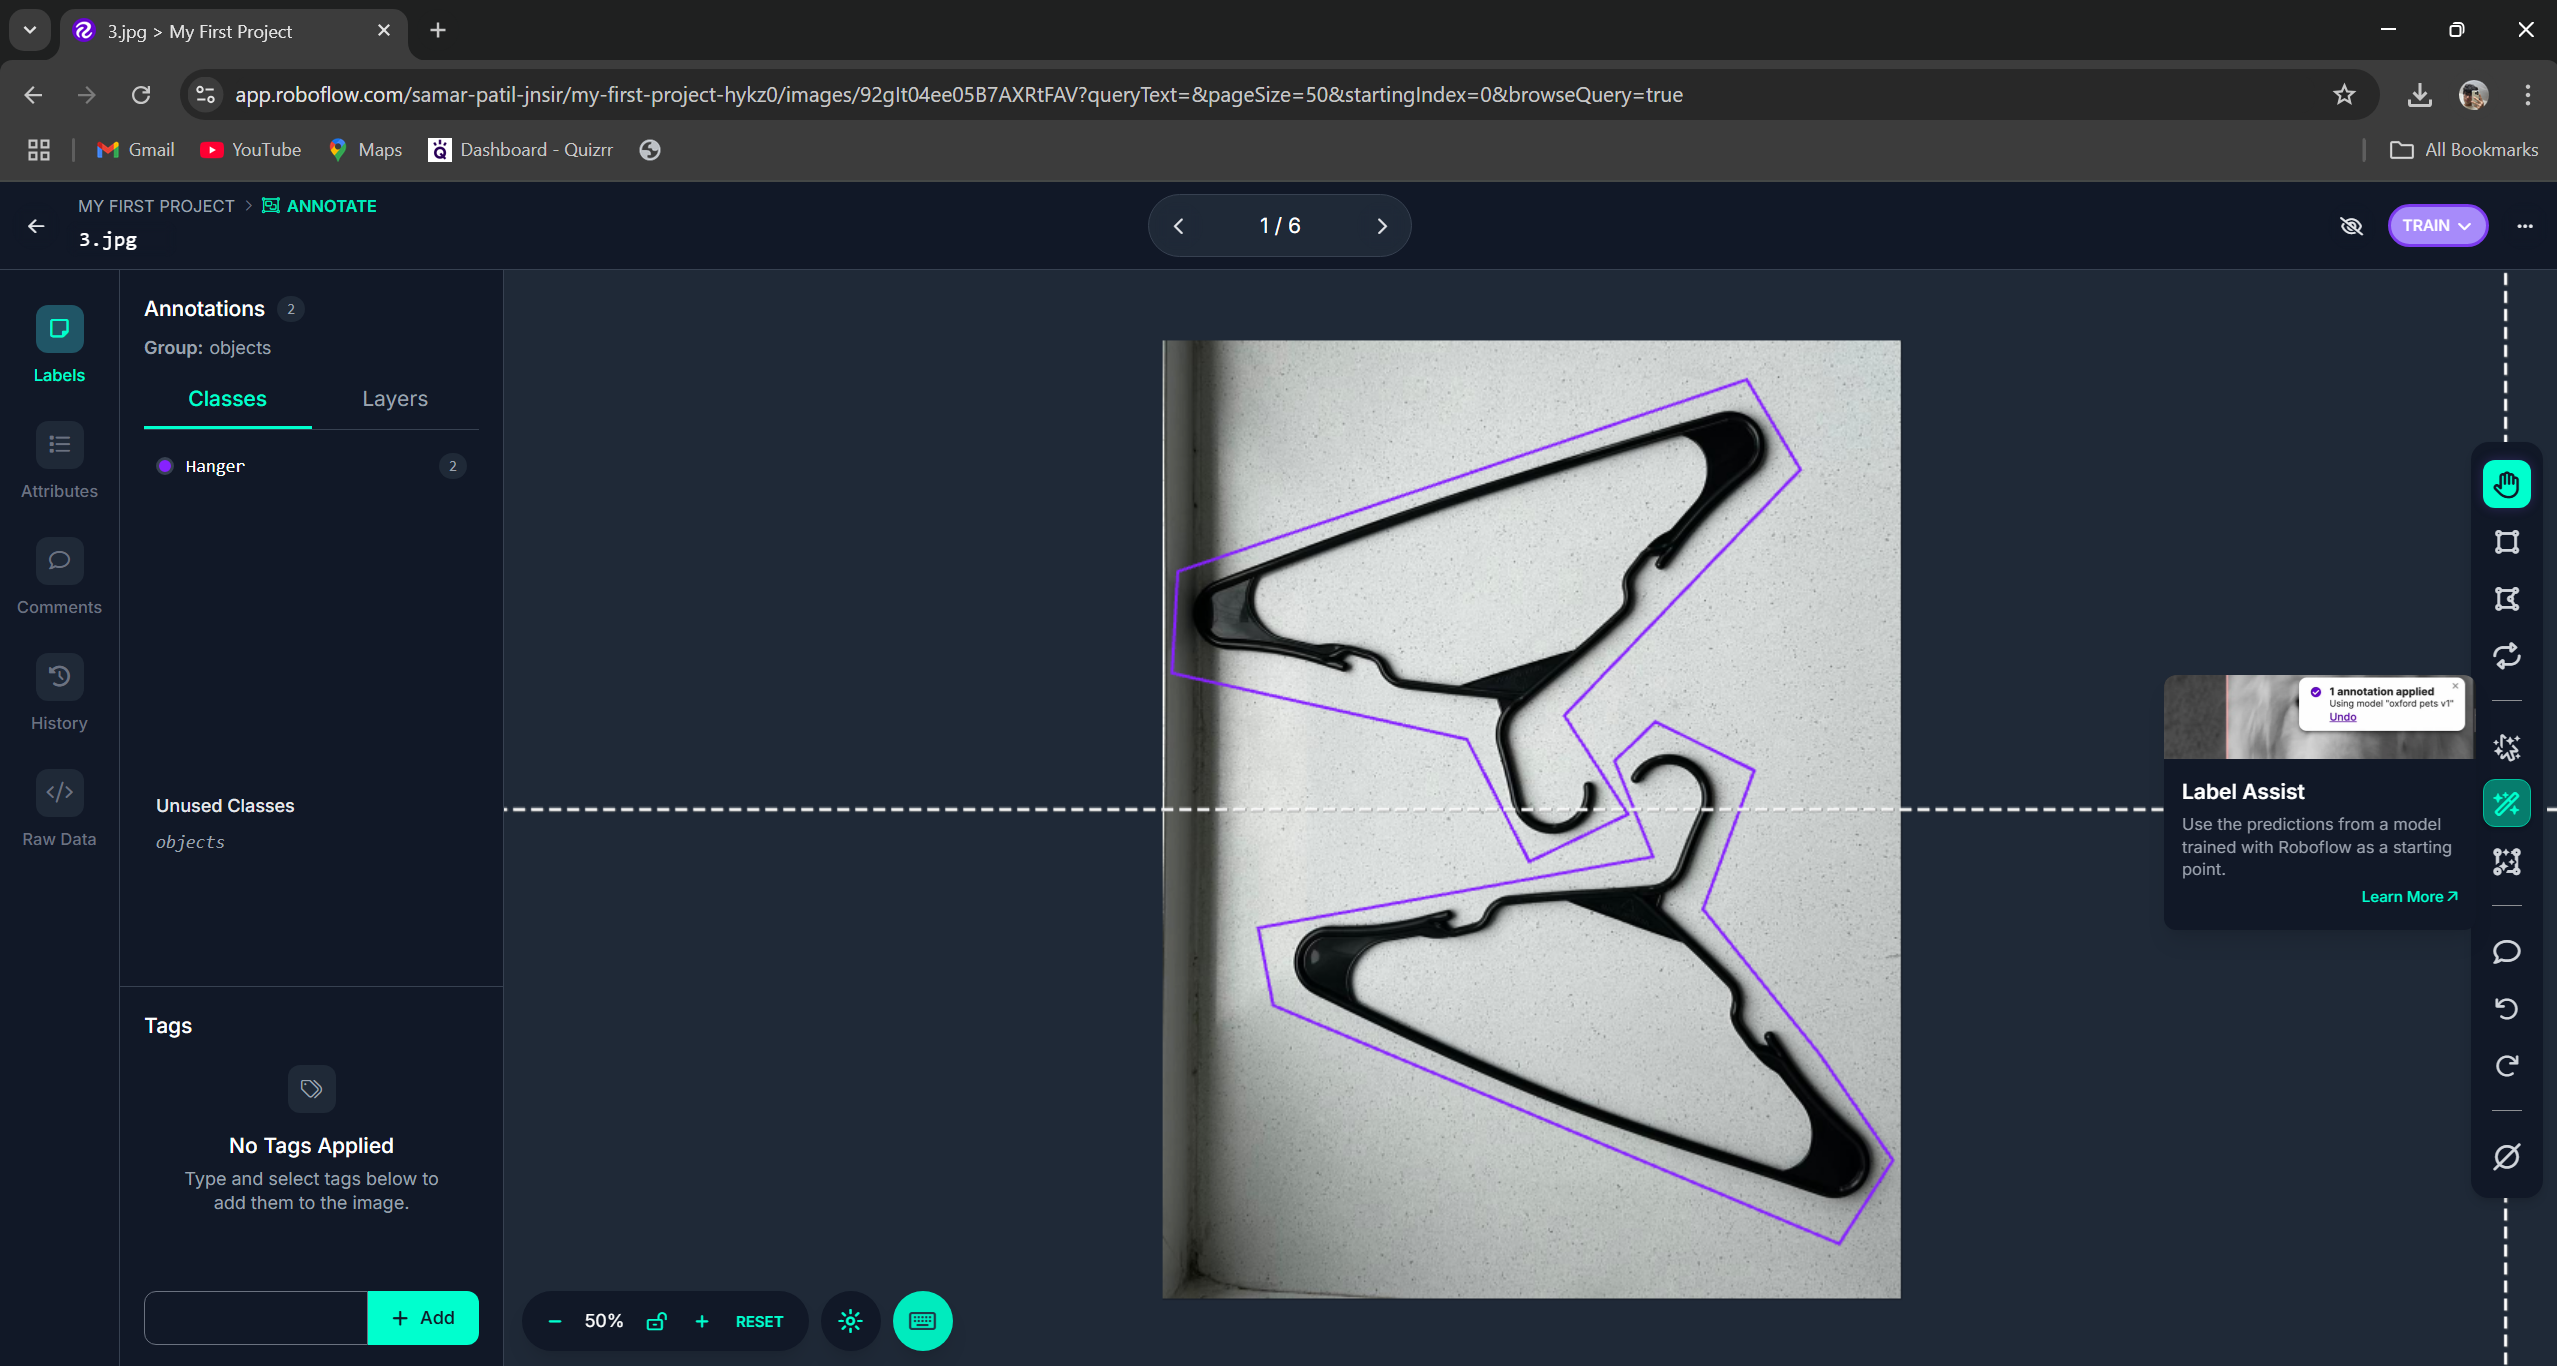 3.jpg > My First Project
app.roboflow.com/samar-patil-jnsir/my-first-project-hykz0/images/92glt04ee05B7AXRtFAV?queryText=&pageSize=50&startingIndex=0&browseQuery=true
Gmail
YouTube
Maps
Dashboard - Quizrr
All Bookmarks
MY FIRST PROJECT > ANNOTATE
3.jpg
1 / 6
TRAIN
Labels
Attributes
Comments
History
Raw Data
Annotations 2
Group: objects
Classes Layers
Hanger 2
Unused Classes
objects
Tags
No Tags Applied
Type and select tags below to
add them to the image.
+ Add
50%
RESET
1 annotation applied
Using model "oxford pets v1"
Undo
Label Assist
Use the predictions from a model
trained with Roboflow as a starting
point.
Learn More